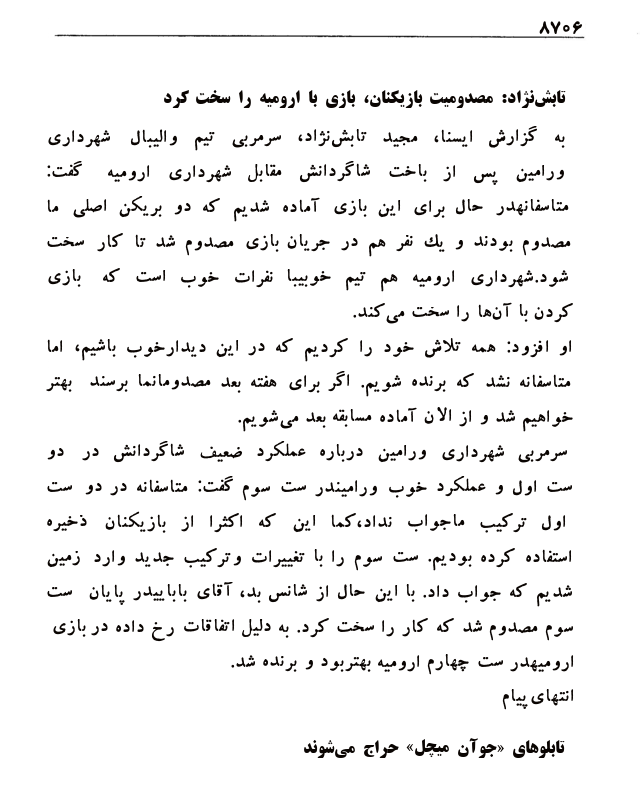 ۸۷۰۶
تابش‌نژاد: مصدومیت بازیکنان، بازی با ارومیه را سخت کرد
به گزارش ایسنا، مجید تابش‌نژاد، سرمربی تیم والیبال شهرداری
ورامین پس از باخت شاگردانش مقابل شهرداری ارومیه گفت:
متاسفانهدر حال برای این بازی آماده شدیم که دو بریکن اصلی ما
مصدوم بودند و یك نفر هم در جریان بازی مصدوم شد تا کار سخت
شود.شهرداری ارومیه هم تیم خوبیبا نفرات خوب است که بازی
کردن با آن‌ها را سخت می‌کند.
او افزود: همه تلاش خود را کردیم که در این دیدارخوب باشیم، اما
متاسفانه نشد که برنده شویم. اگر برای هفته بعد مصدومانما برسند بهتر
خواهیم شد و از الان آماده مسابقه بعد می‌شویم.
سرمربی شهرداری ورامین درباره عملکرد ضعیف شاگردانش در دو
ست اول و عملکرد خوب ورامیندر ست سوم گفت: متاسفانه در دو ست
اول ترکیب ماجواب نداد،کما این که اکثرا از بازیکنان ذخیره
استفاده کرده بودیم. ست سوم را با تغییرات وترکیب جدید وارد زمین
شدیم که جواب داد. با این حال از شانس بد، آقای بابایيدر پایان ست
سوم مصدوم شد که کار را سخت کرد. به دلیل اتفاقات رخ داده در بازی
ارومیهدر ست چهارم ارومیه بهتربود و برنده شد.
انتهای پیام
تابلوهای «جوآن میچل» حراج می‌شوند